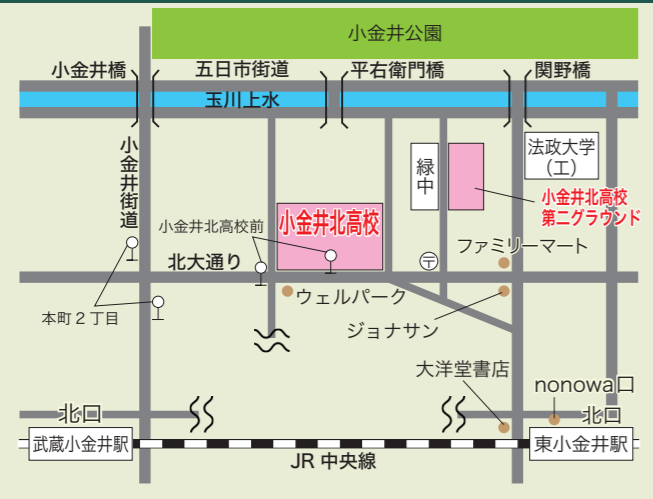 小金井公園
小金井橋
五日市街道
平右衛門橋
関野橋
玉川上水
小金井街道
緑中
法政大学
（工）
小金井北高校
第二グラウンド
小金井北高校
小金井北高校前
ファミリーマート
北大通り
〒
ウェルパーク
本町２丁目
ジョナサン
大洋堂書店
nonowa口
北口
北口
武蔵小金井駅
東小金井駅
JR 中央線